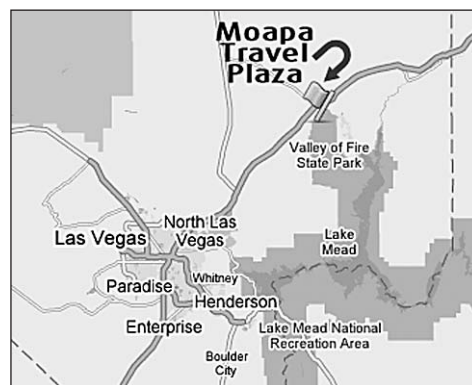 Moapa
Travel
Plaza
Valley of Fire
State Park
North Las
Vegas
Las Vegas
Lake
Mead
Whitney
Paradise
Henderson
Enterprise
Lake Mead National
Recreation Area
Boulder
City